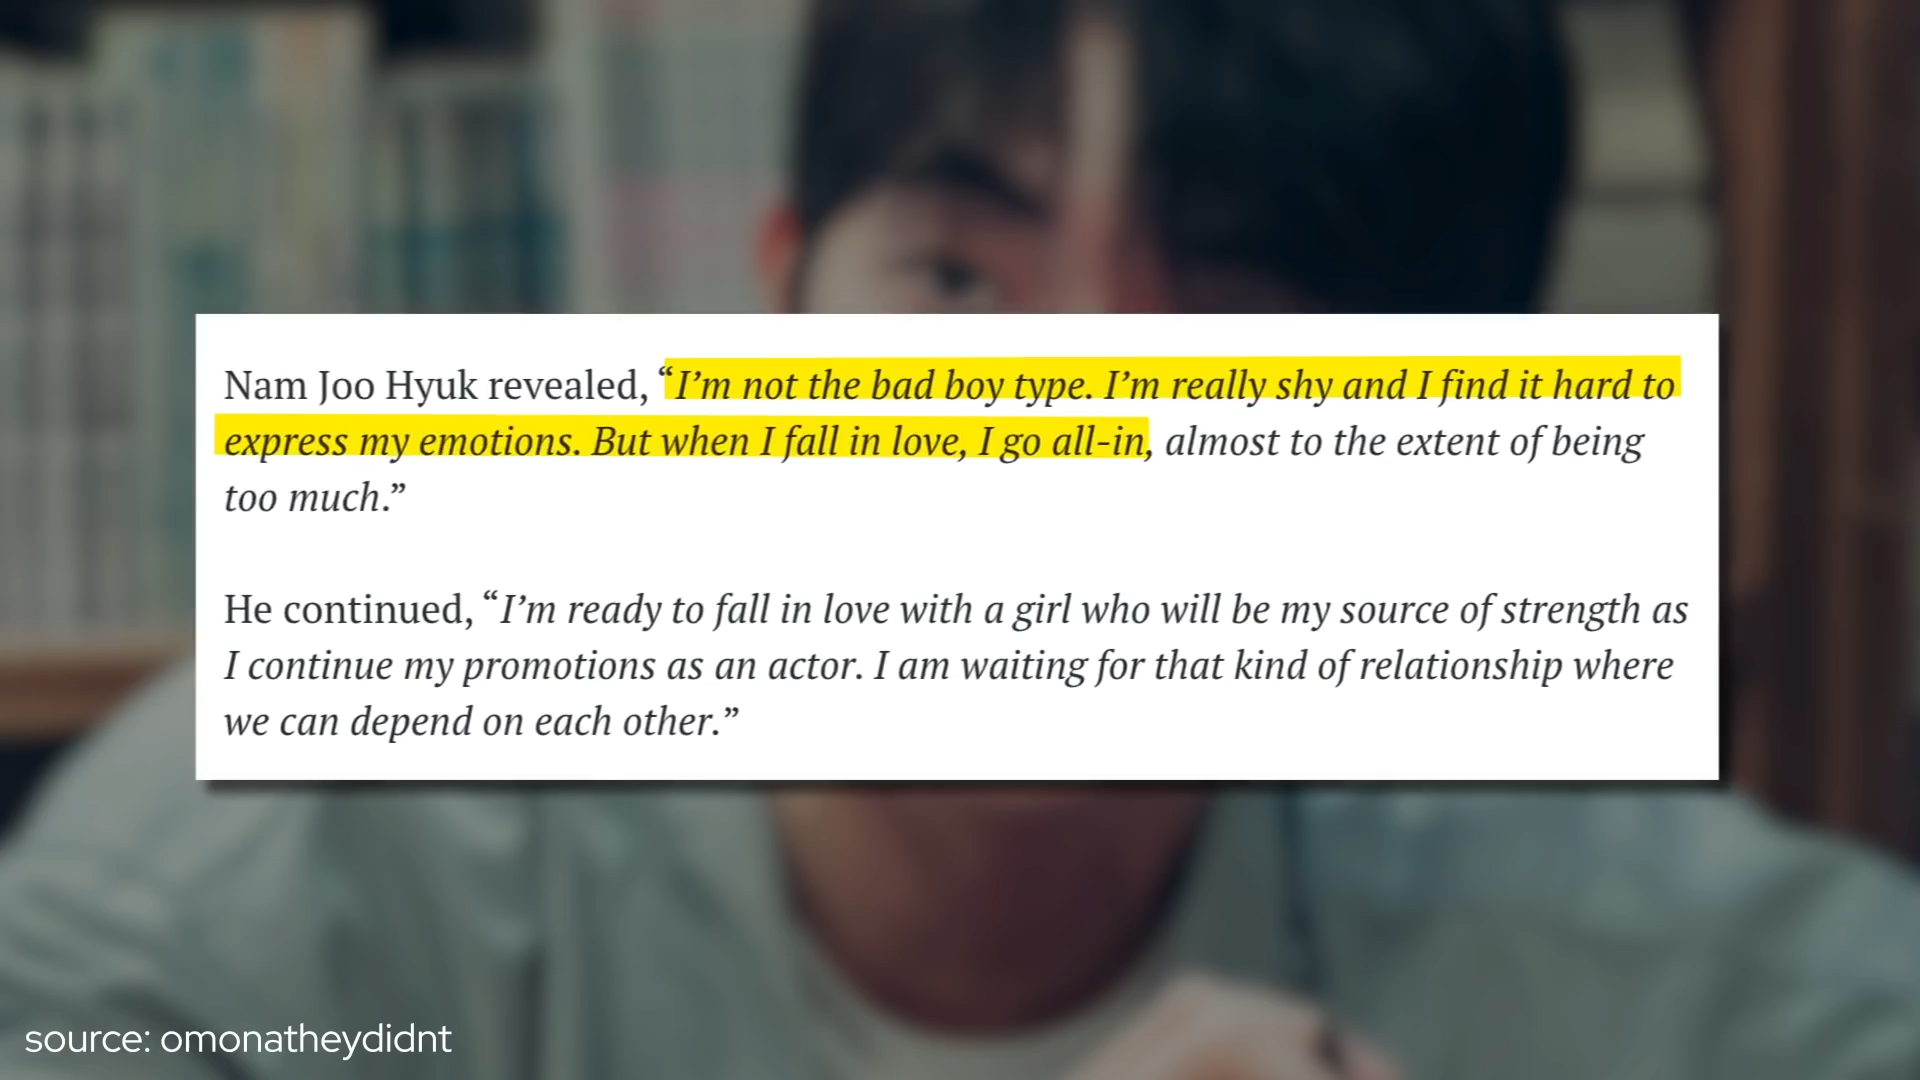 Nam Joo Hyuk revealed, “I’m not the bad boy type. I’m really shy and I find it hard to
express my emotions. But when I fall in love, I go all-in, almost to the extent of being
too much.”
He continued, “I’m ready to fall in love with a girl who will be my source of strength as
I continue my promotions as an actor. I am waiting for that kind of relationship where
we can depend on each other.”
source: omonatheydidnt